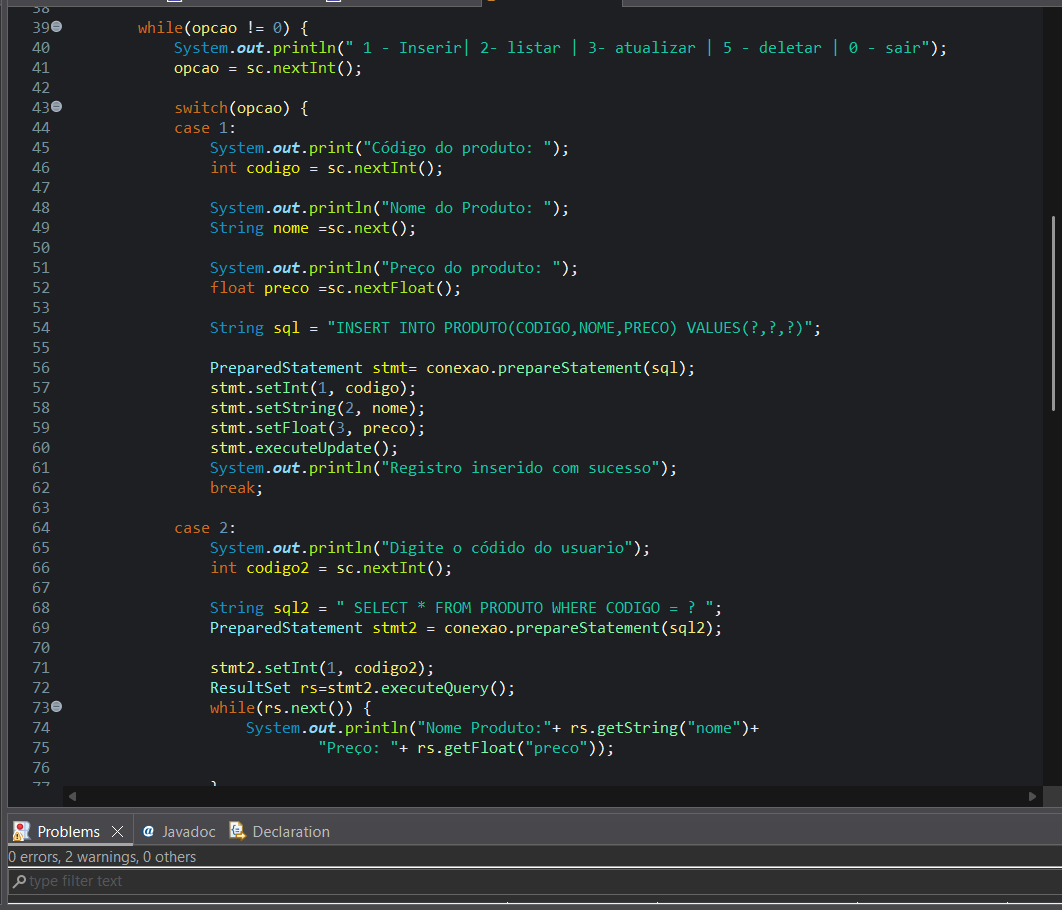 38
39 while(opcao != 0) {
40 System.out.println(" 1 - Inserir| 2- listar | 3- atualizar | 5 - deletar | 0 - sair");
41 opcao = sc.nextInt();
42
43 switch(opcao) {
44 case 1:
45 System.out.print("Código do produto: ");
46 int codigo = sc.nextInt();
47
48 System.out.println("Nome do Produto: ");
49 String nome =sc.next();
50
51 System.out.println("Preço do produto: ");
52 float preco =sc.nextFloat();
53
54 String sql = "INSERT INTO PRODUTO(CODIGO,NOME,PRECO) VALUES(?,?,?)";
55
56 PreparedStatement stmt= conexao.prepareStatement(sql);
57 stmt.setInt(1, codigo);
58 stmt.setString(2, nome);
59 stmt.setFloat(3, preco);
60 stmt.executeUpdate();
61 System.out.println("Registro inserido com sucesso");
62 break;
63
64 case 2:
65 System.out.println("Digite o códido do usuario");
66 int codigo2 = sc.nextInt();
67
68 String sql2 = " SELECT * FROM PRODUTO WHERE CODIGO = ? ";
69 PreparedStatement stmt2 = conexao.prepareStatement(sql2);
70
71 stmt2.setInt(1, codigo2);
72 ResultSet rs=stmt2.executeQuery();
73 while(rs.next()) {
74 System.out.println("Nome Produto:"+ rs.getString("nome")+
75 "Preço: "+ rs.getFloat("preco"));
76
77 }
Problems Javadoc Declaration
0 errors, 2 warnings, 0 others
type filter text